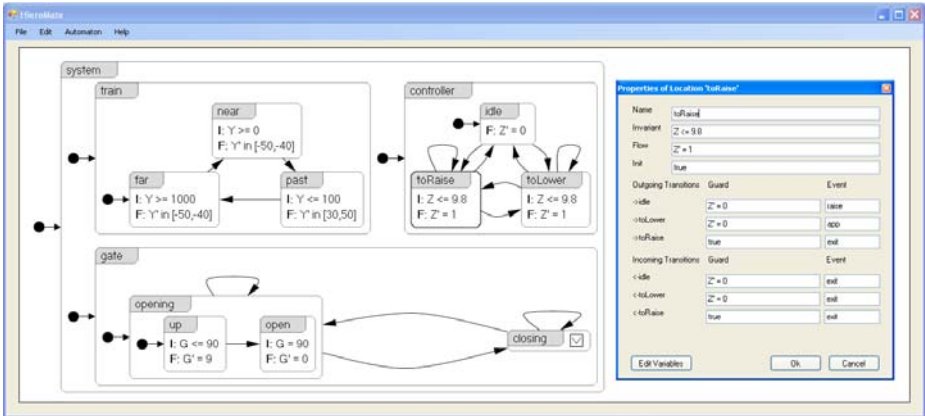 HieroMate
File Edit Automaton Help
system
train
near
I: Y >= 0
F: Y' in [-50,-40]
far
I: Y >= 1000
F: Y' in [-50,-40]
past
I: Y <= 100
F: Y' in [30,50]
controller
idle
F: Z' = 0
toRaise
I: Z <= 9.8
F: Z' = 1
toLower
I: Z <= 9.8
F: Z' = 1
gate
opening
up
I: G <= 90
F: G' = 9
open
I: G = 90
F: G' = 0
closing
Properties of Location 'toRaise'
Name toRaise
Invariant Z <= 9.8
Flow Z' = 1
Init true
Outgoing Transitions Guard Event
->idle Z' = 0 raise
->toLower Z' = 0 app
->toRaise true exit
Incoming Transitions Guard Event
<-idle Z' = 0 exit
<-toLower Z' = 0 exit
<-toRaise true exit
Edit Variables Ok Cancel